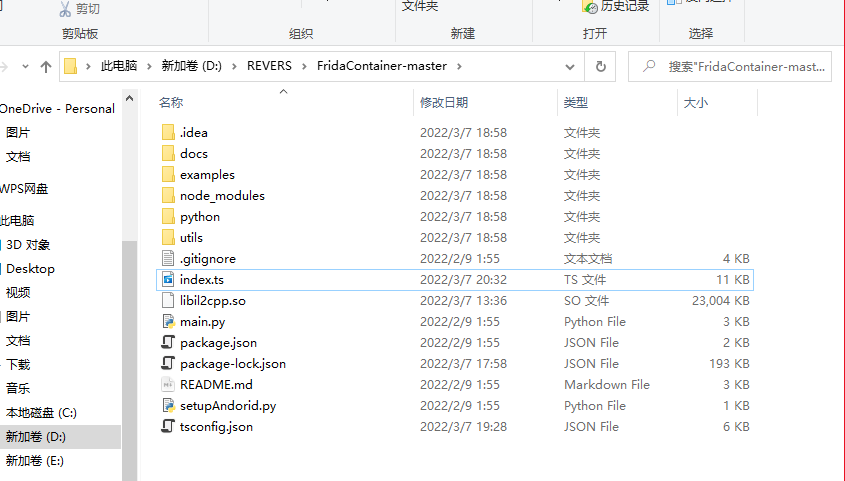 剪切
文件夹
历史记录
剪贴板 组织 新建 打开 选择
此电脑 新加卷 (D:) REVERS FridaContainer-master
搜索"FridaContainer-mast...
名称 修改日期 类型 大小
OneDrive - Personal
图片
文档
WPS网盘
此电脑
3D 对象
Desktop
视频
图片
文档
下载
音乐
本地磁盘 (C:)
新加卷 (D:)
新加卷 (E:)
.idea 2022/3/7 18:58 文件夹
docs 2022/3/7 18:58 文件夹
examples 2022/3/7 18:58 文件夹
node_modules 2022/3/7 18:58 文件夹
python 2022/3/7 18:58 文件夹
utils 2022/3/7 18:58 文件夹
.gitignore 2022/2/9 1:55 文本文档 4 KB
index.ts 2022/3/7 20:32 TS 文件 11 KB
libil2cpp.so 2022/3/7 13:36 SO 文件 23,004 KB
main.py 2022/2/9 1:55 Python File 3 KB
package.json 2022/2/9 1:55 JSON File 2 KB
package-lock.json 2022/3/7 17:58 JSON File 193 KB
README.md 2022/2/9 1:55 Markdown File 3 KB
setupAndorid.py 2022/2/9 1:55 Python File 1 KB
tsconfig.json 2022/3/7 19:28 JSON File 6 KB